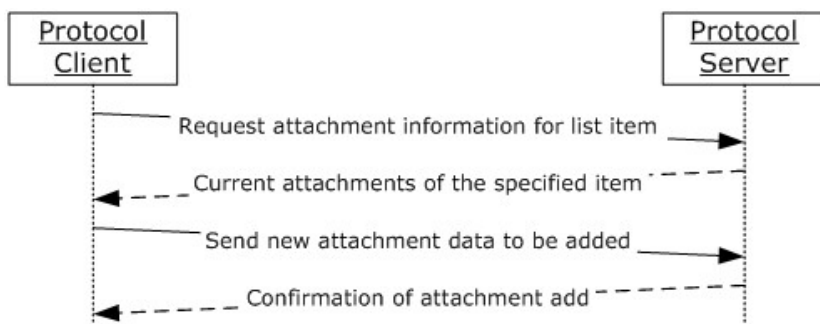 Protocol
Client
Protocol
Server
Request attachment information for list item
Current attachments of the specified item
Send new attachment data to be added
Confirmation of attachment add